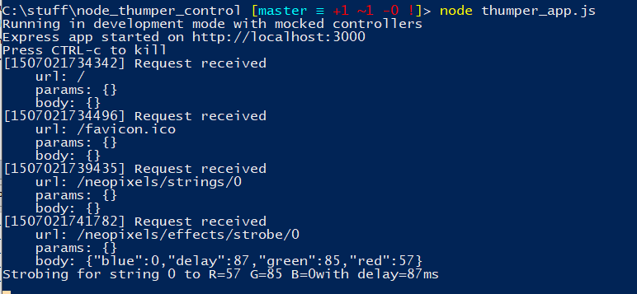 C:\stuff\node_thumper_control [master ≡ +1 ~1 -0 !]> node thumper_app.js
Running in development mode with mocked controllers
Express app started on http://localhost:3000
Press CTRL-c to kill
[1507021734342] Request received
    url: /
    params: {}
    body: {}
[1507021734496] Request received
    url: /favicon.ico
    params: {}
    body: {}
[1507021739435] Request received
    url: /neopixels/strings/0
    params: {}
    body: {}
[1507021741782] Request received
    url: /neopixels/effects/strobe/0
    params: {}
    body: {"blue":0,"delay":87,"green":85,"red":57}
Strobing for string 0 to R=57 G=85 B=0with delay=87ms